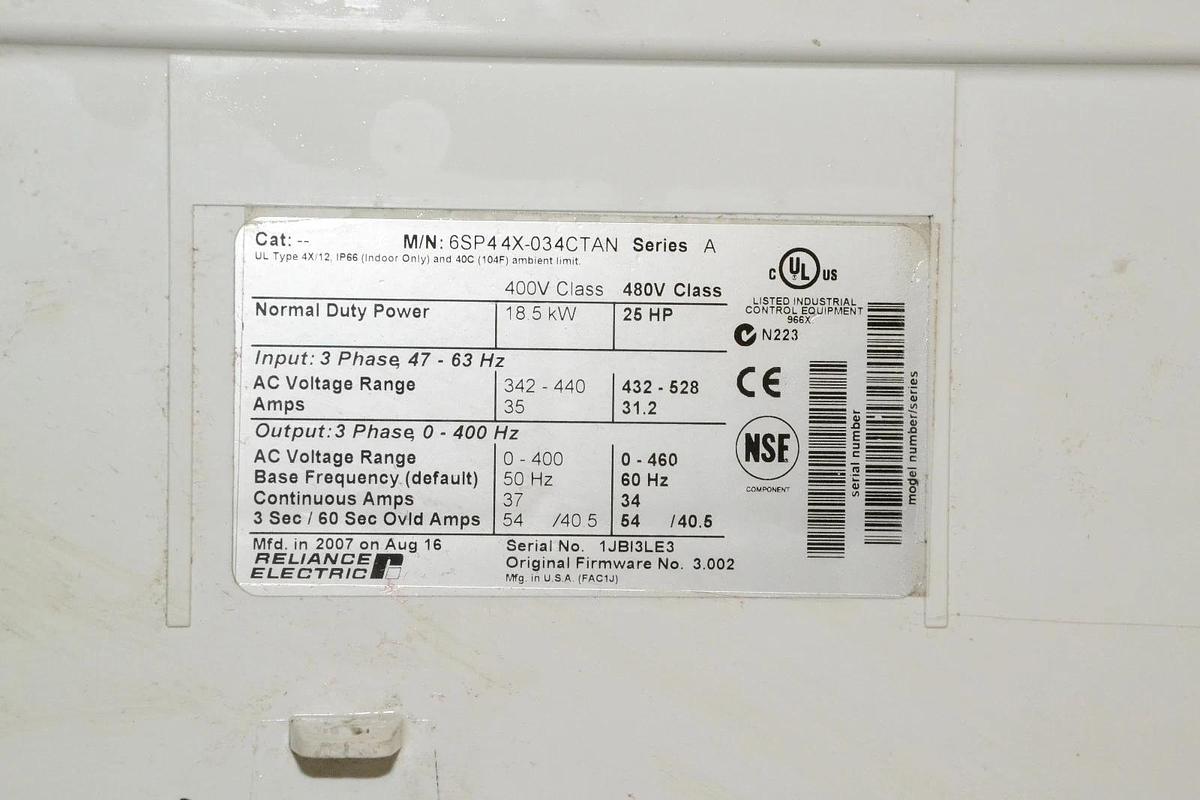 Cat: -- M/N: 6SP44X-034CTAN Series A
UL Type 4X/12, IP66 (Indoor Only) and 40C (104F) ambient limit.
400V Class 480V Class
Normal Duty Power 18.5 kW 25 HP
Input: 3 Phase, 47 - 63 Hz
AC Voltage Range 342 - 440 432 - 528
Amps 35 31.2
Output: 3 Phase, 0 - 400 Hz
AC Voltage Range 0 - 400 0 - 460
Base Frequency (default) 50 Hz 60 Hz
Continuous Amps 37 34
3 Sec / 60 Sec Ovld Amps 54 /40.5 54 /40.5
Mfd. in 2007 on Aug 16
RELIANCE
ELECTRIC
Serial No. 1JBI3LE3
Original Firmware No. 3.002
Mfg. in U.S.A. (FAC1J)
C UL US
LISTED INDUSTRIAL
CONTROL EQUIPMENT
966X
N223
CE
NSF
COMPONENT
serial number
model number/series